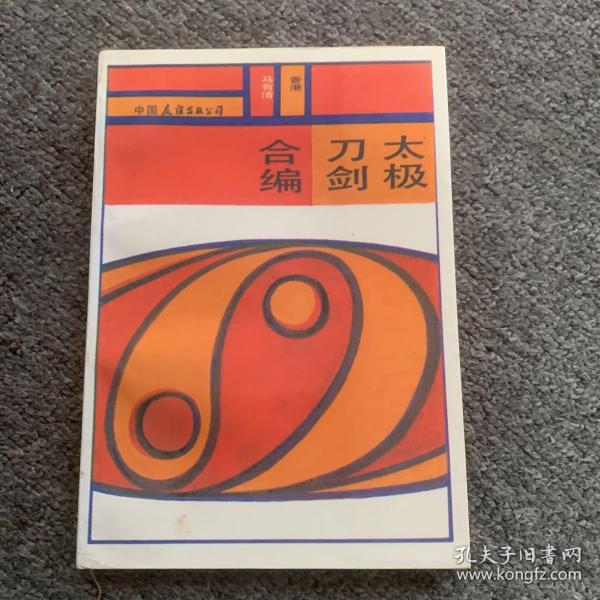 香港
马有清
中国友谊出版公司
太极
刀剑
合编
孔夫子旧書网
www.kongfz.com